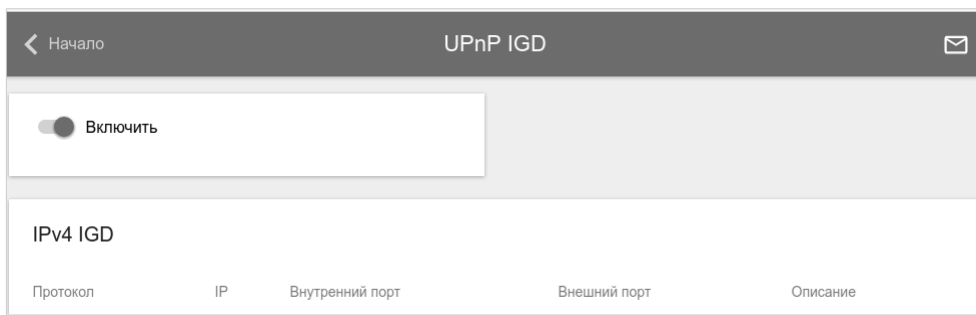 Начало UPnP IGD
Включить
IPv4 IGD
Протокол IP Внутренний порт Внешний порт Описание